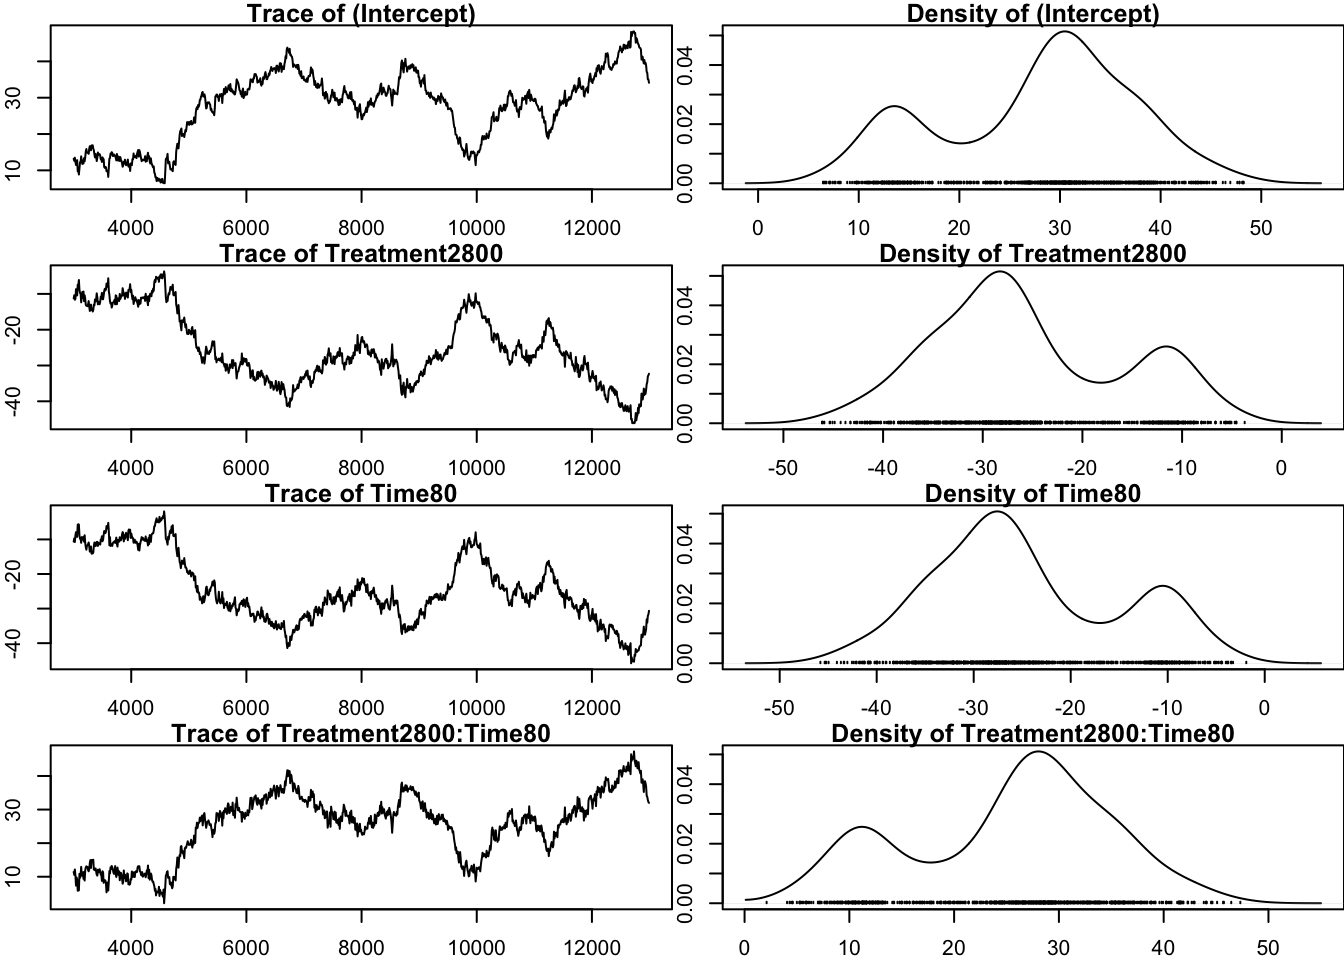 Trace of (Intercept) Density of (Intercept)
10 30 0.00 0.02 0.04
4000 6000 8000 10000 12000 0 10 20 30 40 50
Trace of Treatment2800 Density of Treatment2800
-40 -20 0.00 0.02 0.04
4000 6000 8000 10000 12000 -50 -40 -30 -20 -10 0
Trace of Time80 Density of Time80
-40 -20 0.00 0.02 0.04
4000 6000 8000 10000 12000 -50 -40 -30 -20 -10 0
Trace of Treatment2800:Time80 Density of Treatment2800:Time80
10 30 0.00 0.02 0.04
4000 6000 8000 10000 12000 0 10 20 30 40 50